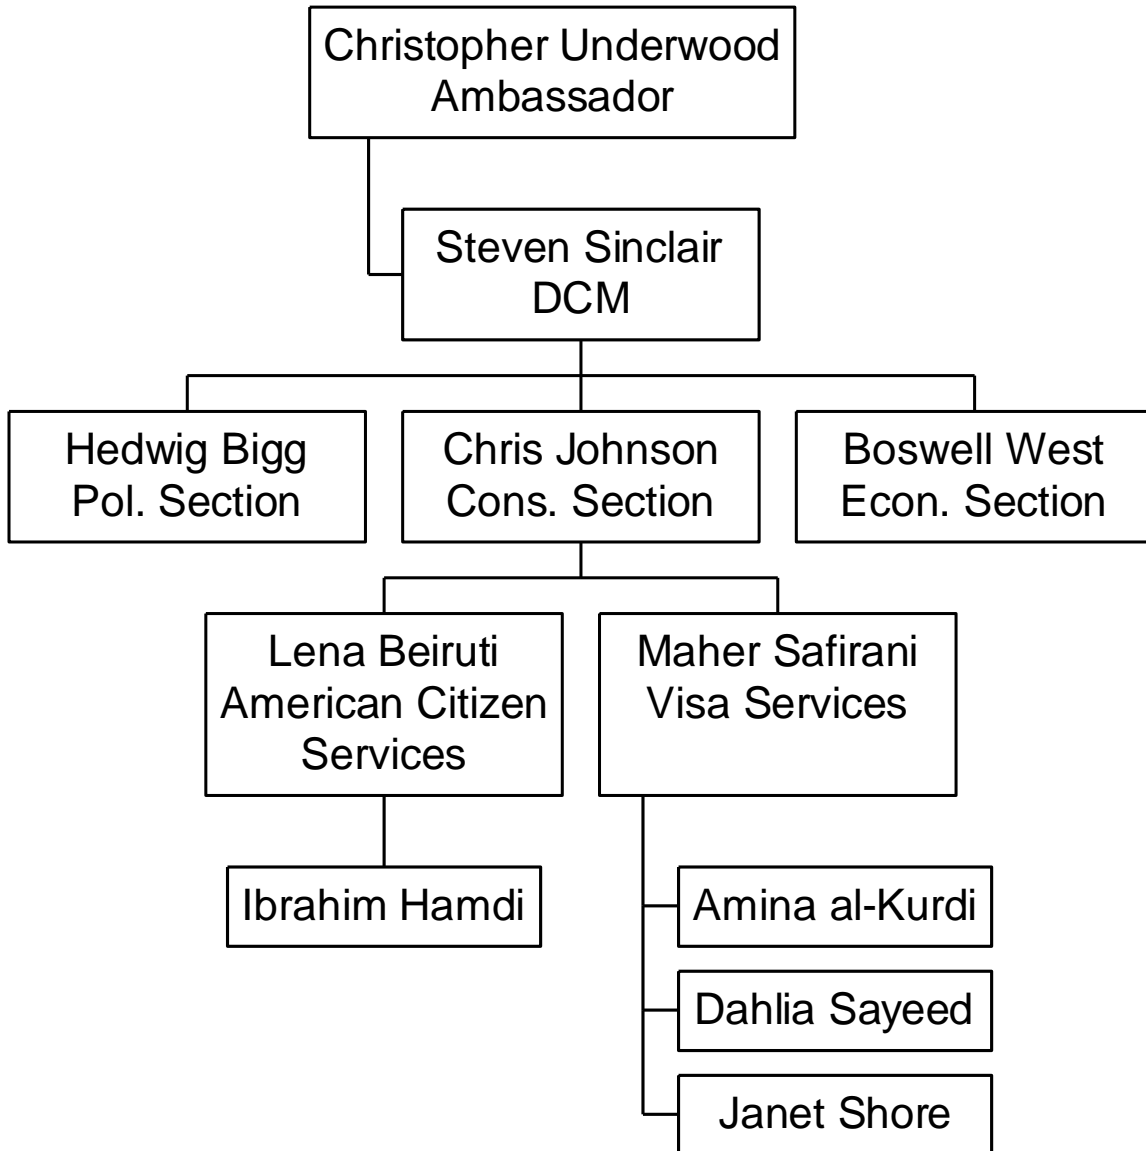 Christopher Underwood
Ambassador
Steven Sinclair
DCM
Hedwig Bigg
Pol. Section
Chris Johnson
Cons. Section
Boswell West
Econ. Section
Lena Beiruti
American Citizen
Services
Maher Safirani
Visa Services
Ibrahim Hamdi
Amina al-Kurdi
Dahlia Sayeed
Janet Shore